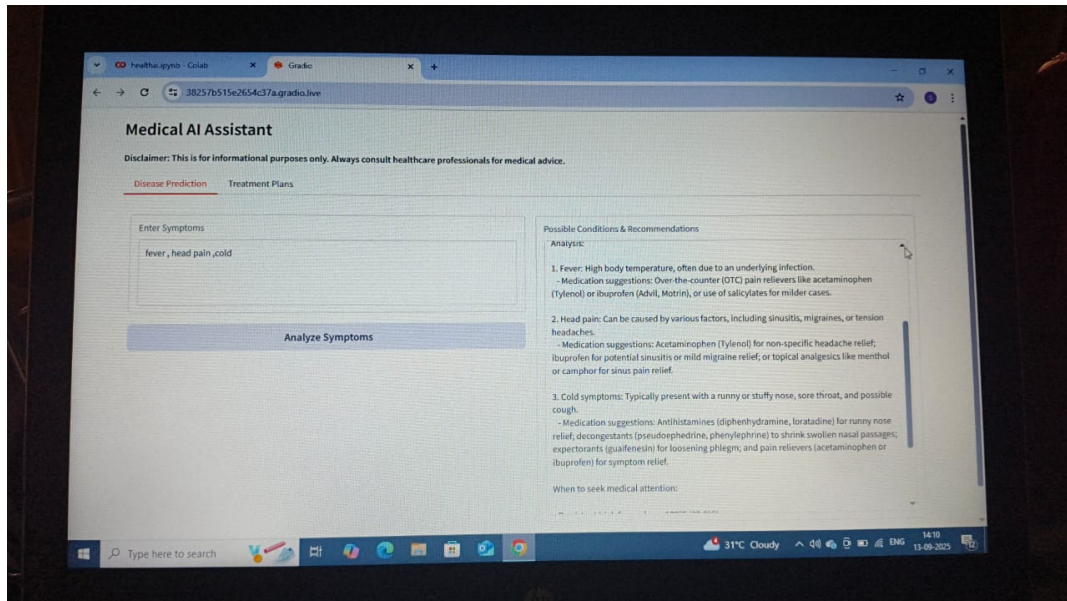 healthai.ipynb - Colab
Gradio
38257b515e2654c37a.gradio.live
Medical AI Assistant
Disclaimer: This is for informational purposes only. Always consult healthcare professionals for medical advice.
Disease Prediction
Treatment Plans
Enter Symptoms
fever , head pain ,cold
Analyze Symptoms
Possible Conditions & Recommendations
Analysis:
1. Fever: High body temperature, often due to an underlying infection.
- Medication suggestions: Over-the-counter (OTC) pain relievers like acetaminophen
(Tylenol) or ibuprofen (Advil, Motrin), or use of salicylates for milder cases.
2. Head pain: Can be caused by various factors, including sinusitis, migraines, or tension
headaches.
- Medication suggestions: Acetaminophen (Tylenol) for non-specific headache relief;
ibuprofen for potential sinusitis or mild migraine relief; or topical analgesics like menthol
or camphor for sinus pain relief.
3. Cold symptoms: Typically present with a runny or stuffy nose, sore throat, and possible
cough.
- Medication suggestions: Antihistamines (diphenhydramine, loratadine) for runny nose
relief; decongestants (pseudoephedrine, phenylephrine) to shrink swollen nasal passages;
expectorants (guaifenesin) for loosening phlegm; and pain relievers (acetaminophen or
ibuprofen) for symptom relief.
When to seek medical attention:
Type here to search
31°C Cloudy
ENG
14:10
13-09-2025